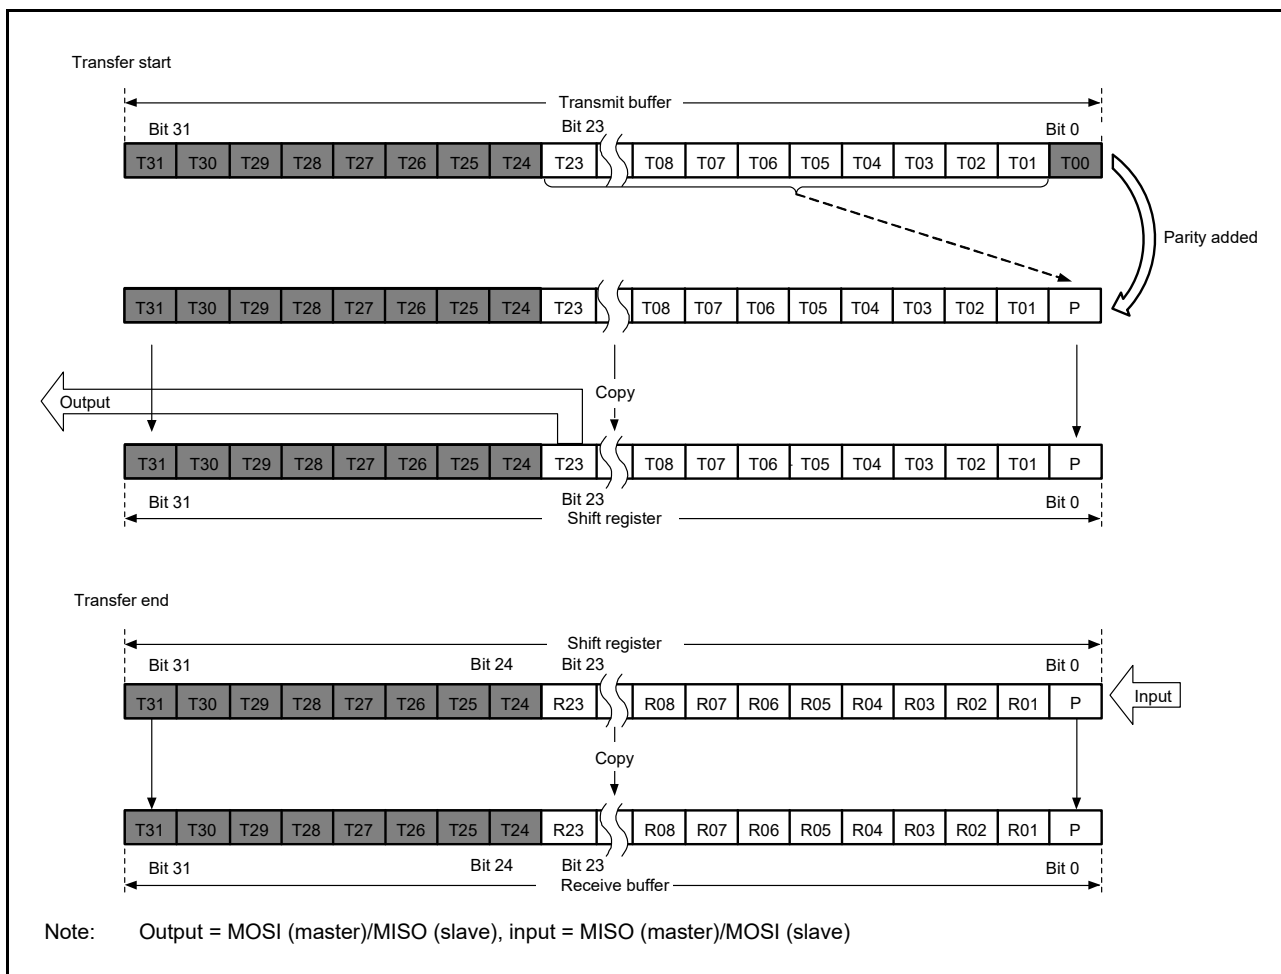 Transfer start
Transmit buffer
Bit 31 Bit 23 Bit 0
T31 T30 T29 T28 T27 T26 T25 T24 T23 T08 T07 T06 T05 T04 T03 T02 T01 T00
Parity added
T31 T30 T29 T28 T27 T26 T25 T24 T23 T08 T07 T06 T05 T04 T03 T02 T01 P
Output Copy
T31 T30 T29 T28 T27 T26 T25 T24 T23 T08 T07 T06 T05 T04 T03 T02 T01 P
Bit 31 Bit 23 Bit 0
Shift register
Transfer end
Shift register
Bit 31 Bit 24 Bit 23 Bit 0
T31 T30 T29 T28 T27 T26 T25 T24 R23 R08 R07 R06 R05 R04 R03 R02 R01 P Input
Copy
T31 T30 T29 T28 T27 T26 T25 T24 R23 R08 R07 R06 R05 R04 R03 R02 R01 P
Bit 31 Bit 24 Bit 23 Bit 0
Receive buffer
Note: Output = MOSI (master)/MISO (slave), input = MISO (master)/MOSI (slave)